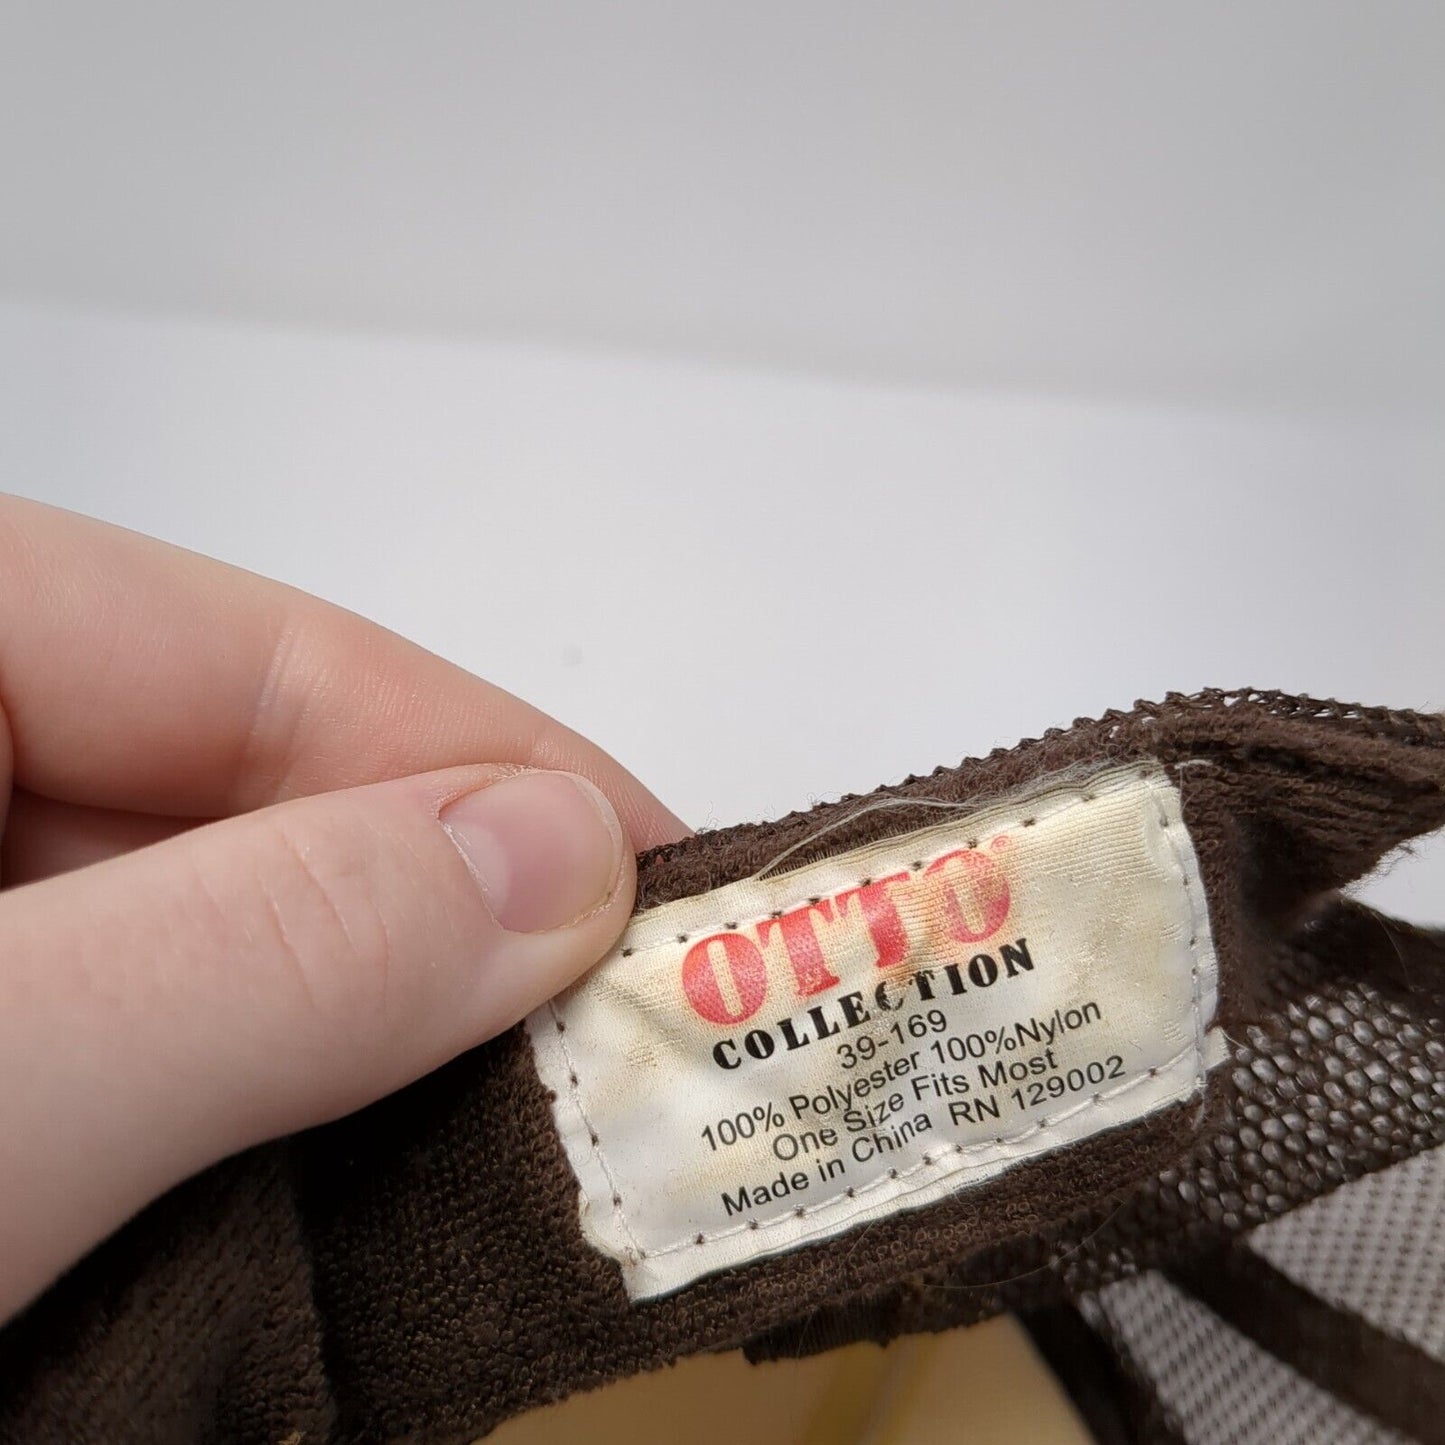 OTTO®
COLLECTION
39-169
100% Polyester 100%Nylon
One Size Fits Most
Made in China RN 129002